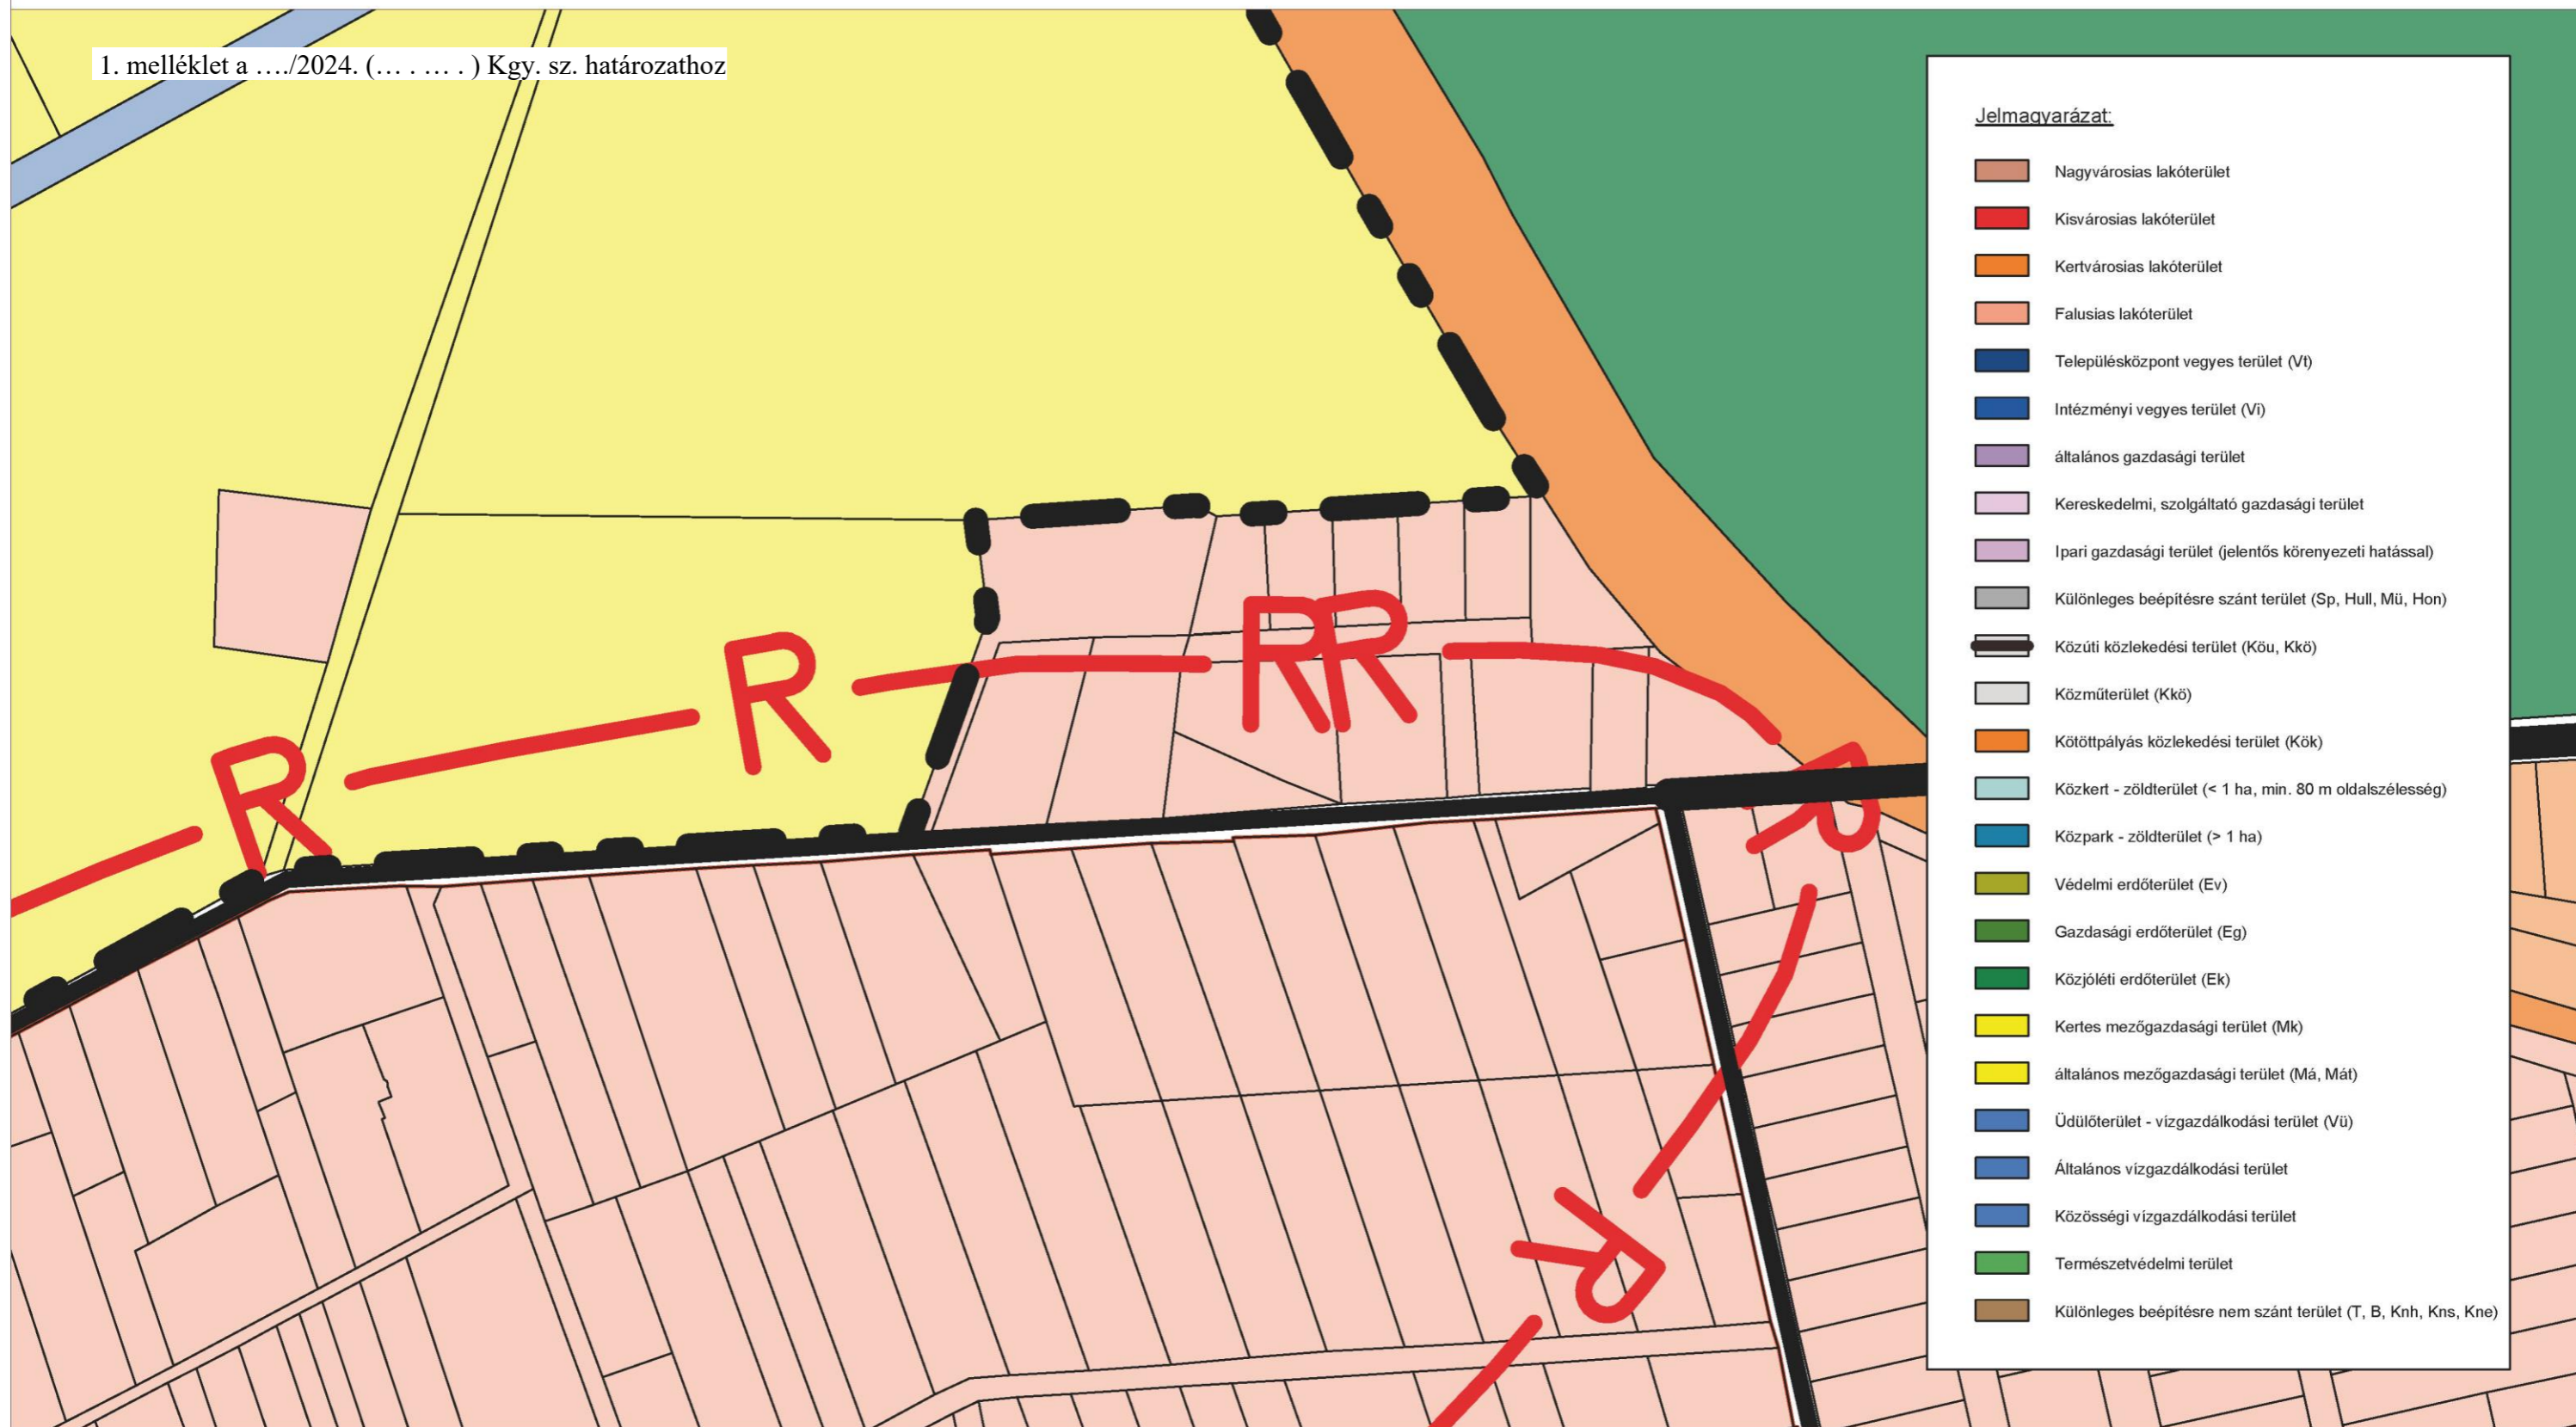 1. melléklet a …./2024. (… . … . ) Kgy. sz. határozathoz
Jelmagyarázat:
Nagyvárosias lakóterület
Kisvárosias lakóterület
Kertvárosias lakóterület
Falusias lakóterület
Településközpont vegyes terület (Vt)
Intézményi vegyes terület (Vi)
általános gazdasági terület
Kereskedelmi, szolgáltató gazdasági terület
Ipari gazdasági terület (jelentős körenyezeti hatással)
Különleges beépítésre szánt terület (Sp, Hull, Mü, Hon)
Közúti közlekedési terület (Köu, Kkö)
Közműterület (Kkö)
Kötöttpályás közlekedési terület (Kök)
Közkert - zöldterület (< 1 ha, min. 80 m oldalszélesség)
Közpark - zöldterület (> 1 ha)
Védelmi erdőterület (Ev)
Gazdasági erdőterület (Eg)
Közjóléti erdőterület (Ek)
Kertes mezőgazdasági terület (Mk)
általános mezőgazdasági terület (Má, Mát)
Üdülőterület - vízgazdálkodási terület (Vü)
Általános vízgazdálkodási terület
Közösségi vízgazdálkodási terület
Természetvédelmi terület
Különleges beépítésre nem szánt terület (T, B, Knh, Kns, Kne)
R
R
R
R
R
R